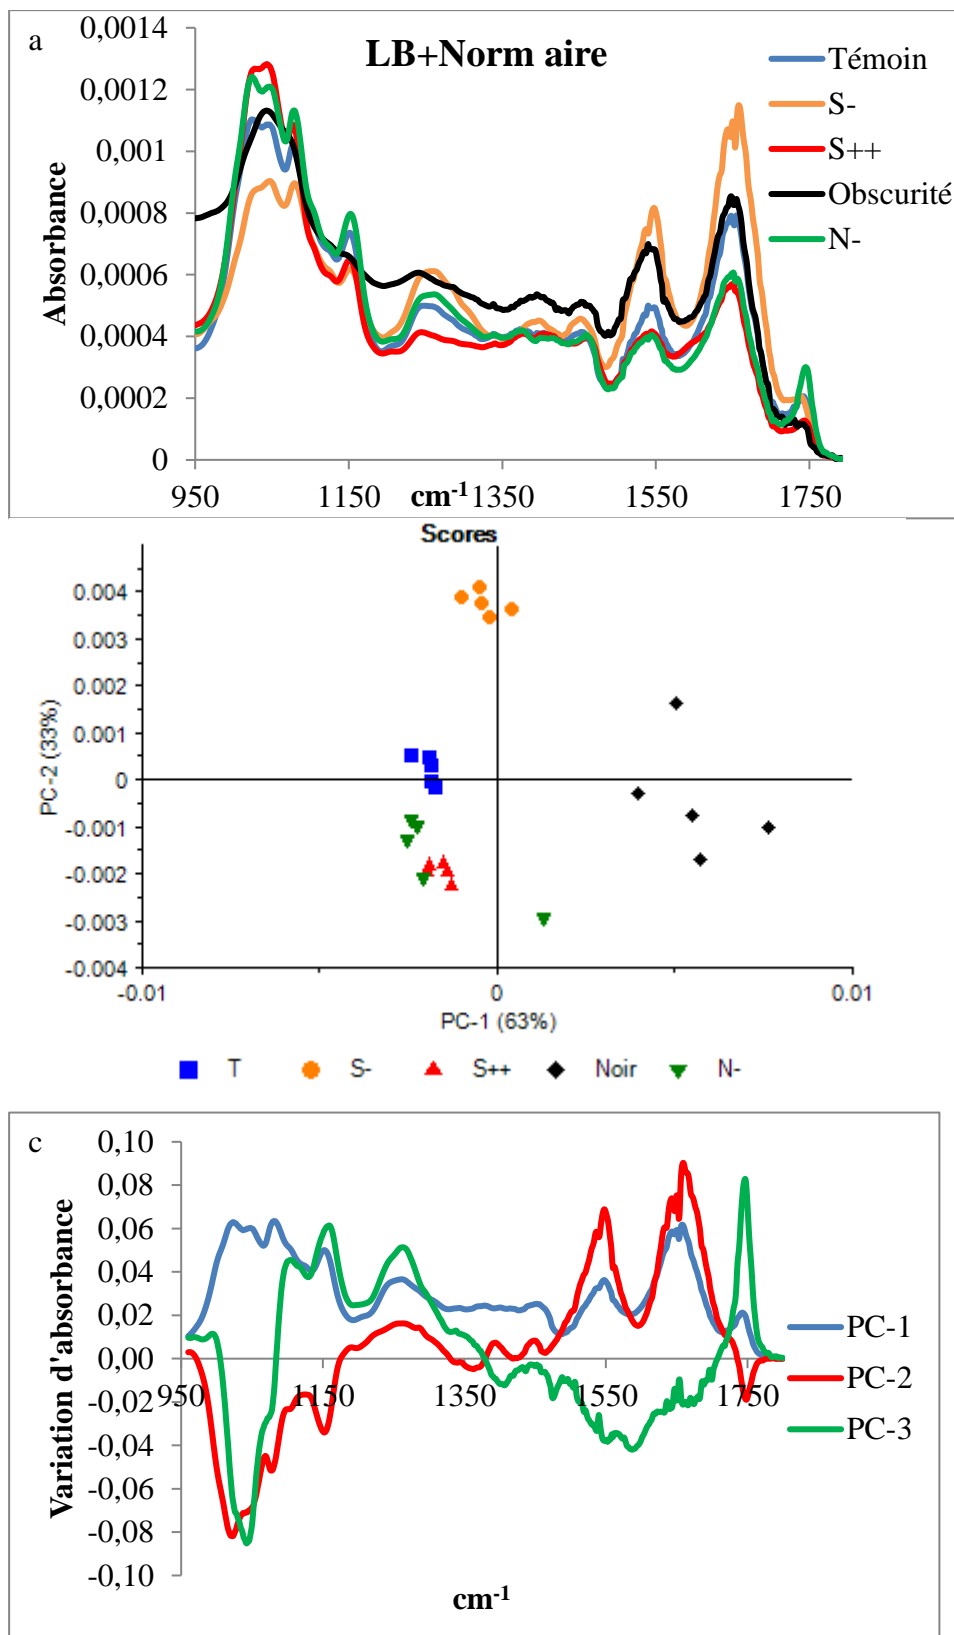 a
LB+Norm aire
0,0014
0,0012
0,001
0,0008
0,0006
0,0004
0,0002
0
Absorbance
950
1150
cm-1
1350
1550
1750
Témoin
S-
S++
Obscurité
N-
Scores
0.004
0.003
0.002
0.001
0
-0.001
-0.002
-0.003
-0.004
PC-2 (33%)
-0.01
0
0.01
PC-1 (63%)
T
S-
S++
Noir
N-
c
0,10
0,08
0,06
0,04
0,02
0,00
-0,02
-0,04
-0,06
-0,08
-0,10
Variation d'absorbance
950
1150
1350
1550
1750
cm-1
PC-1
PC-2
PC-3